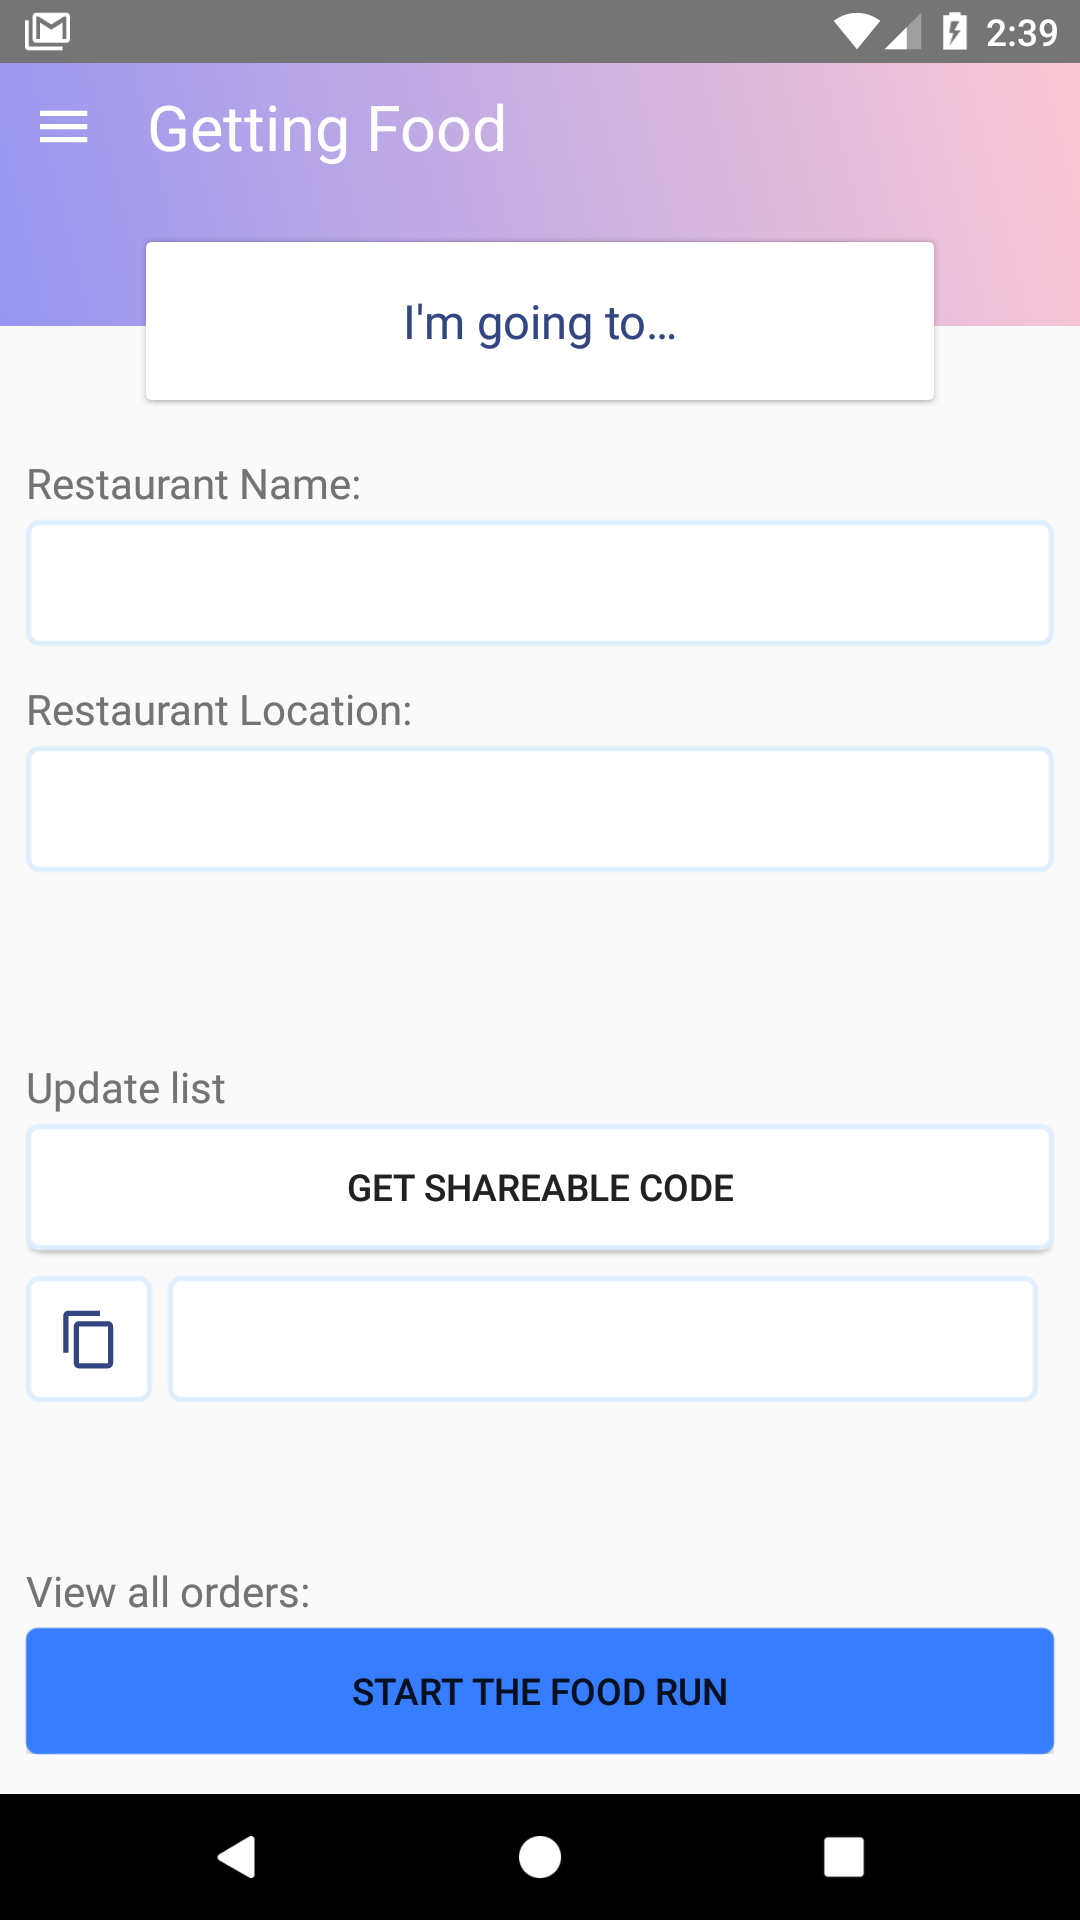 2:39
Getting Food
I'm going to...
Restaurant Name:
Restaurant Location:
Update list
GET SHAREABLE CODE
View all orders:
START THE FOOD RUN